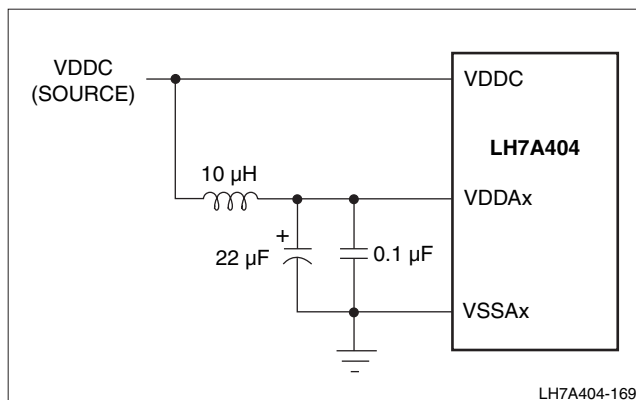 VDDC
(SOURCE)
VDDC
LH7A404
10 µH
VDDAx
+
22 µF
0.1 µF
VSSAx
LH7A404-169